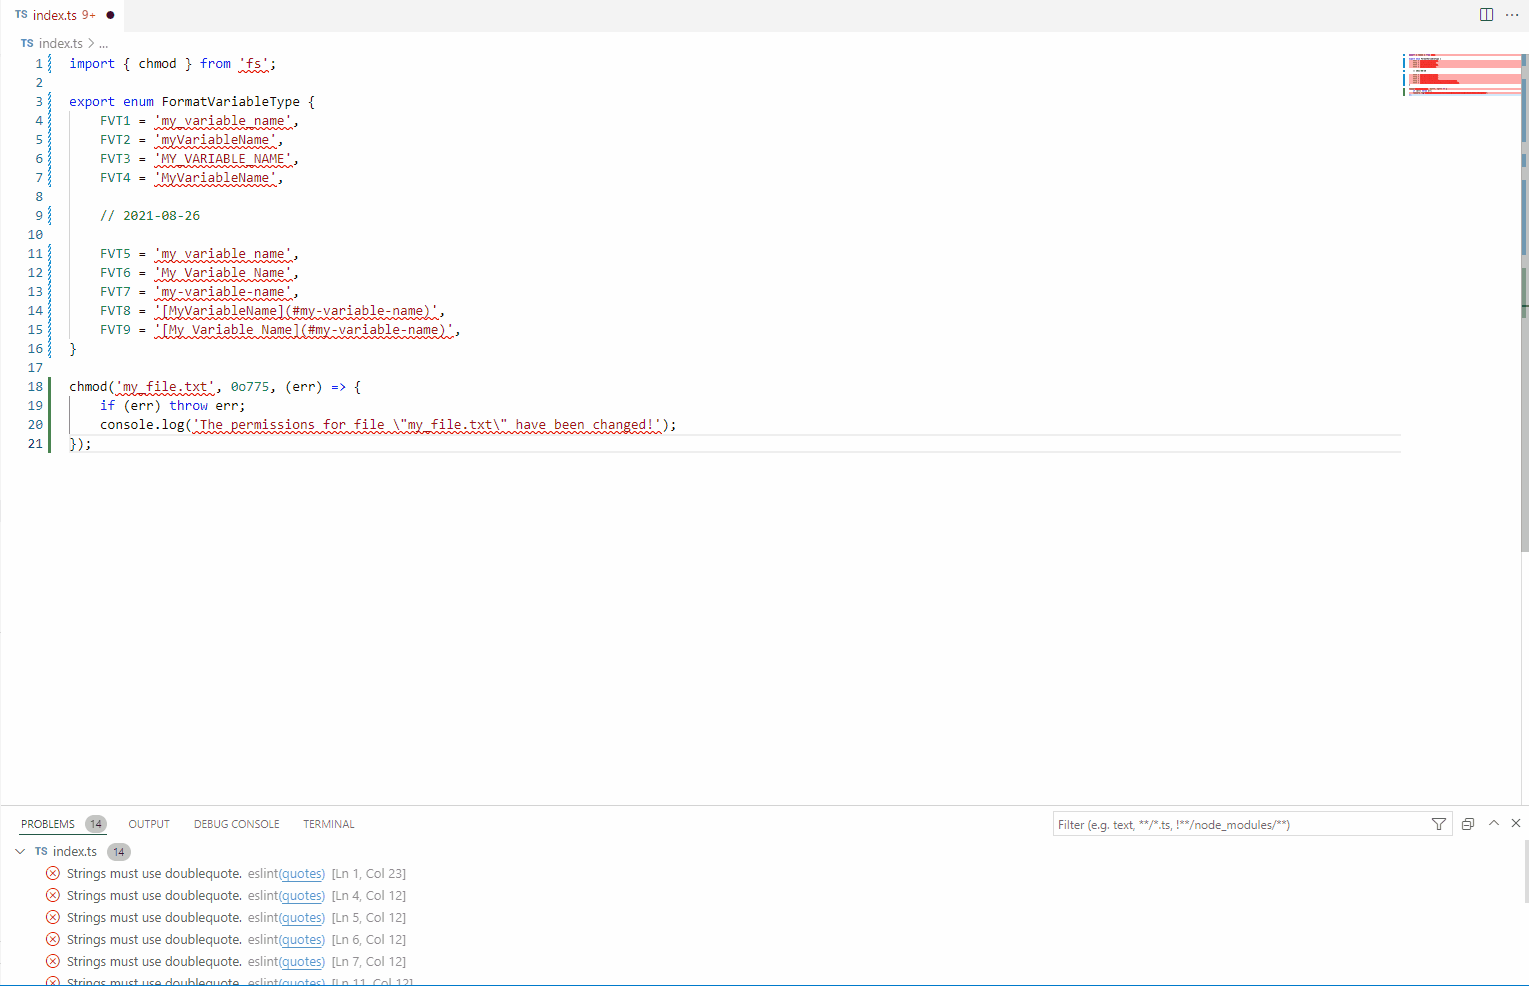 TS index.ts 9+
TS index.ts > ...
1 import { chmod } from 'fs';
2
3 export enum FormatVariableType {
4 FVT1 = 'my_variable_name',
5 FVT2 = 'myVariableName',
6 FVT3 = 'MY_VARIABLE_NAME',
7 FVT4 = 'MyVariableName',
8
9 // 2021-08-26
10
11 FVT5 = 'my variable name',
12 FVT6 = 'My Variable Name',
13 FVT7 = 'my-variable-name',
14 FVT8 = '[MyVariableName](#my-variable-name)',
15 FVT9 = '[My Variable Name](#my-variable-name)',
16 }
17
18 chmod('my_file.txt', 0o775, (err) => {
19 if (err) throw err;
20 console.log('The permissions for file \"my_file.txt\" have been changed!');
21 });
PROBLEMS 14 OUTPUT DEBUG CONSOLE TERMINAL Filter (e.g. text, **/*.ts, !**/node_modules/**)
TS index.ts 14
Strings must use doublequote. eslint(quotes) [Ln 1, Col 23]
Strings must use doublequote. eslint(quotes) [Ln 4, Col 12]
Strings must use doublequote. eslint(quotes) [Ln 5, Col 12]
Strings must use doublequote. eslint(quotes) [Ln 6, Col 12]
Strings must use doublequote. eslint(quotes) [Ln 7, Col 12]
Strings must use doublequote. eslint(quotes) [Ln 11, Col 12]